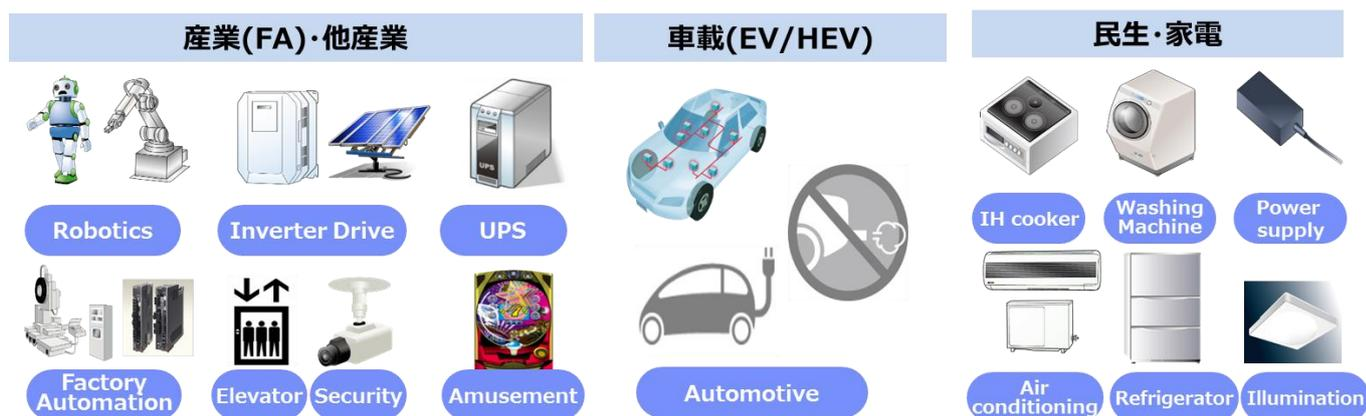 産業(FA)･他産業
車載(EV/HEV)
民生･家電
UPS
Robotics
Inverter Drive
UPS
IH cooker
Washing
Machine
Power
supply
Factory
Automation
Elevator
Security
Amusement
Automotive
Air
conditioning
Refrigerator
Illumination